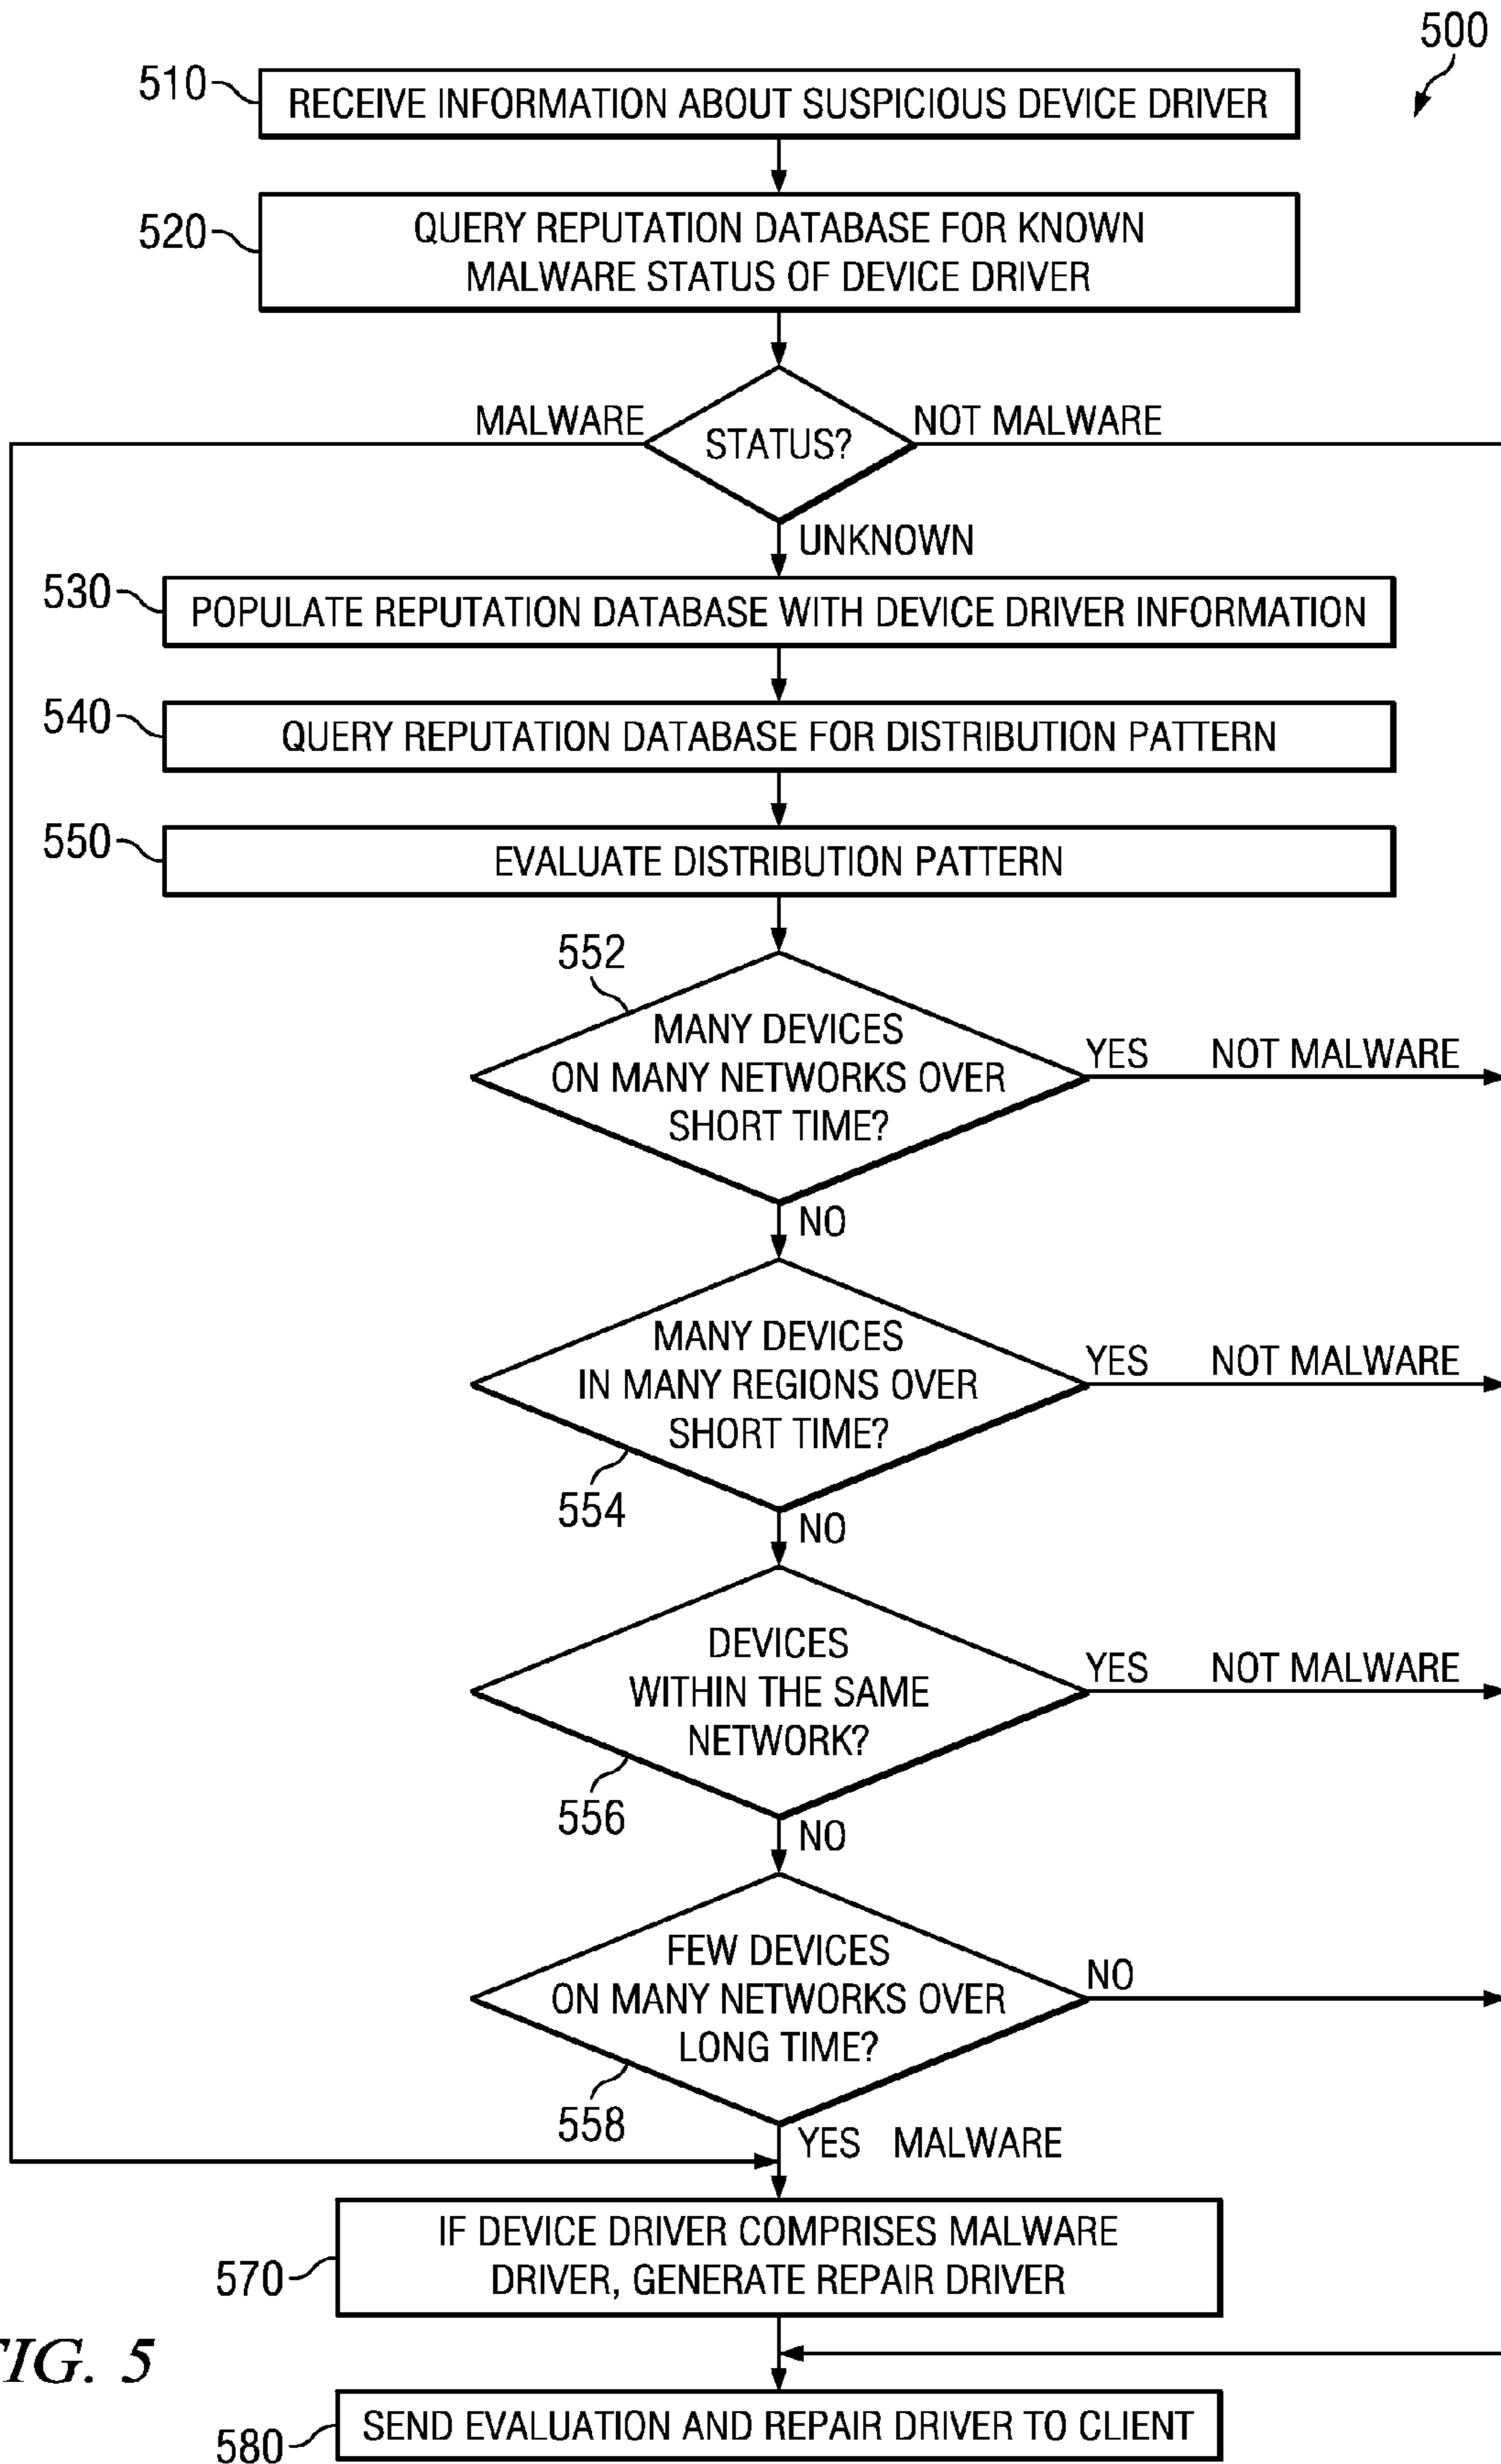 500
510
RECEIVE INFORMATION ABOUT SUSPICIOUS DEVICE DRIVER
520
QUERY REPUTATION DATABASE FOR KNOWN
MALWARE STATUS OF DEVICE DRIVER
MALWARE
STATUS?
NOT MALWARE
UNKNOWN
530
POPULATE REPUTATION DATABASE WITH DEVICE DRIVER INFORMATION
540
QUERY REPUTATION DATABASE FOR DISTRIBUTION PATTERN
550
EVALUATE DISTRIBUTION PATTERN
552
MANY DEVICES
ON MANY NETWORKS OVER
SHORT TIME?
YES NOT MALWARE
NO
MANY DEVICES
IN MANY REGIONS OVER
SHORT TIME?
YES NOT MALWARE
554
NO
DEVICES
WITHIN THE SAME
NETWORK?
YES NOT MALWARE
556
NO
FEW DEVICES
ON MANY NETWORKS OVER
LONG TIME?
NO
558
YES MALWARE
570
IF DEVICE DRIVER COMPRISES MALWARE
DRIVER, GENERATE REPAIR DRIVER
FIG. 5
580
SEND EVALUATION AND REPAIR DRIVER TO CLIENT